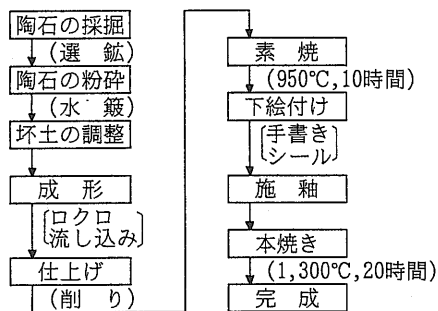 陶石の採掘
(選 鉱)
陶石の粉砕
(水 簸)
坏土の調整
成 形
ロクロ
流し込み
仕上げ
(削 り)
素 焼
(950℃,10時間)
下絵付け
手書き
シール
施 釉
本焼き
(1,300℃,20時間)
完 成